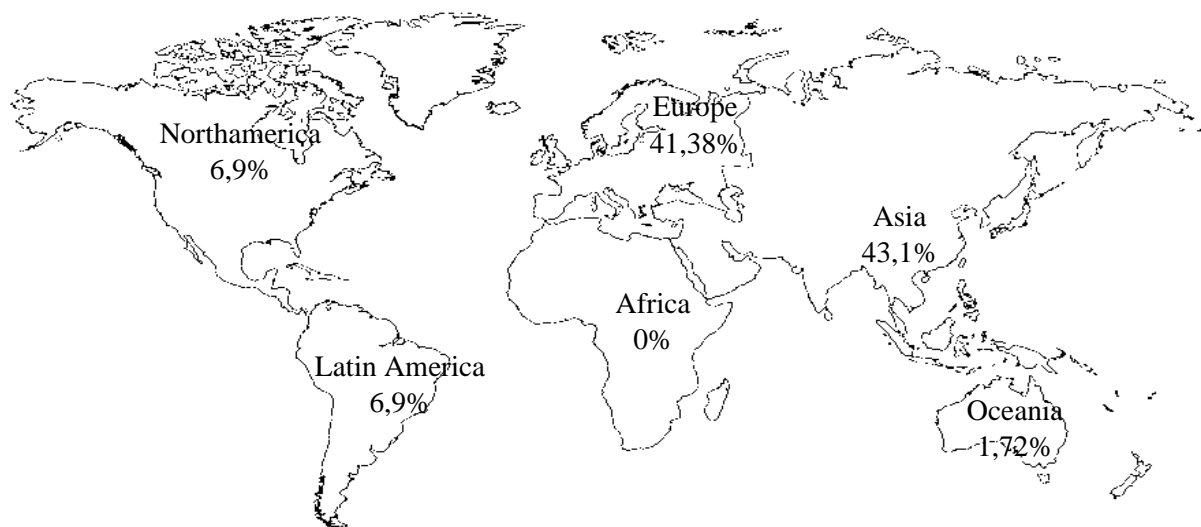 Northamerica
6,9%
Europe
41,38%
Asia
43,1%
Africa
0%
Latin America
6,9%
Oceania
1,72%